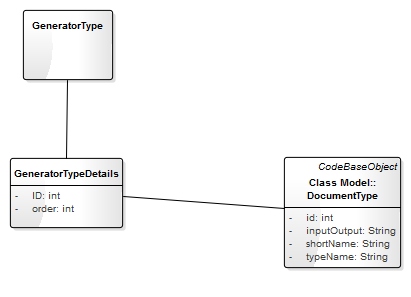 GeneratorType
GeneratorTypeDetails
- ID: int
- order: int
CodeBaseObject
Class Model::
DocumentType
- id: int
- inputOutput: String
- shortName: String
- typeName: String